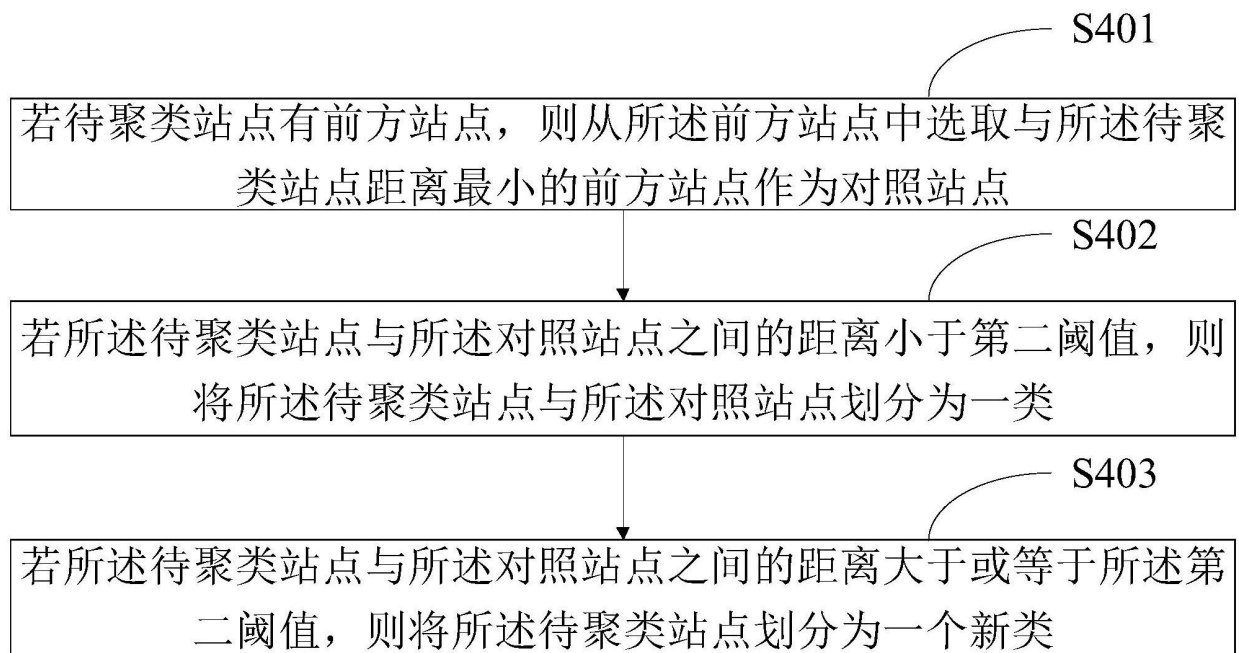 S401
若待聚类站点有前方站点，则从所述前方站点中选取与所述待聚
类站点距离最小的前方站点作为对照站点
S402
若所述待聚类站点与所述对照站点之间的距离小于第二阈值，则
将所述待聚类站点与所述对照站点划分为一类
S403
若所述待聚类站点与所述对照站点之间的距离大于或等于所述第
二阈值，则将所述待聚类站点划分为一个新类